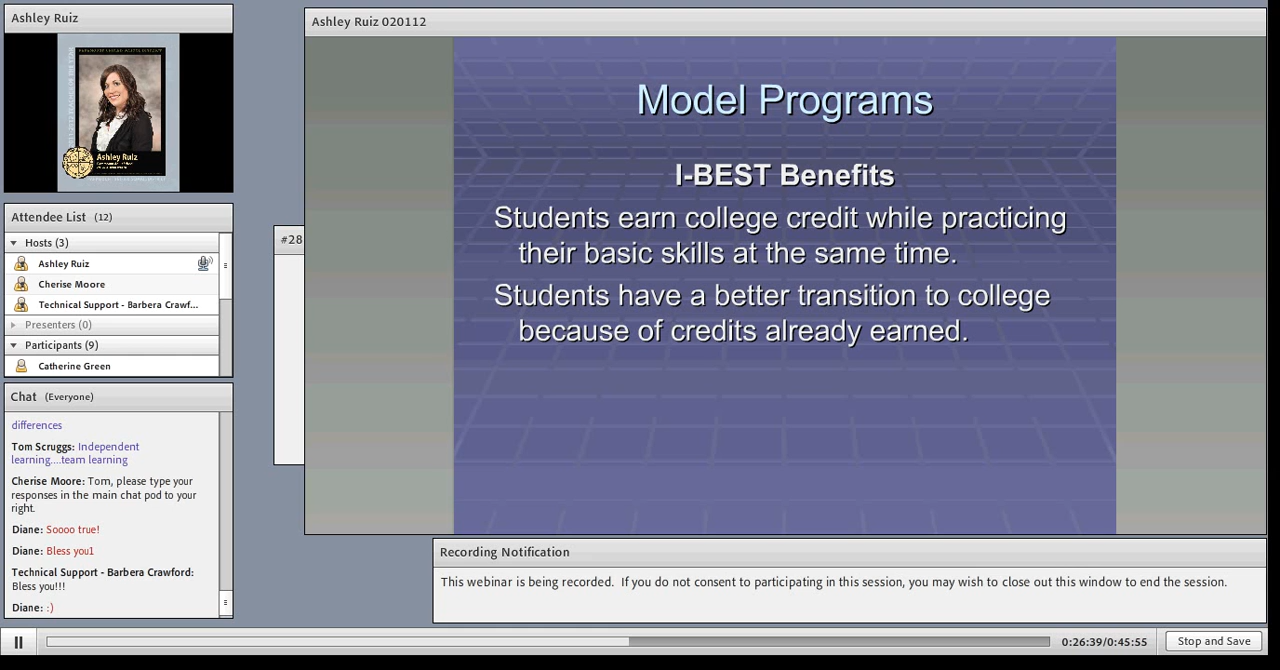 Ashley Ruiz
Ashley Ruiz
Attendee List (12)
Hosts (3)
Ashley Ruiz
Cherise Moore
Technical Support - Barbera Crawf...
Presenters (0)
Participants (9)
Catherine Green
Chat (Everyone)
differences
Tom Scruggs: Independent
learning....team learning
Cherise Moore: Tom, please type your
responses in the main chat pod to your
right.
Diane: Soooo true!
Diane: Bless you1
Technical Support - Barbera Crawford:
Bless you!!!
Diane: :)
#28
Ashley Ruiz 020112
Model Programs
I-BEST Benefits
Students earn college credit while practicing
their basic skills at the same time.
Students have a better transition to college
because of credits already earned.
Recording Notification
This webinar is being recorded. If you do not consent to participating in this session, you may wish to close out this window to end the session.
0:26:39/0:45:55
Stop and Save